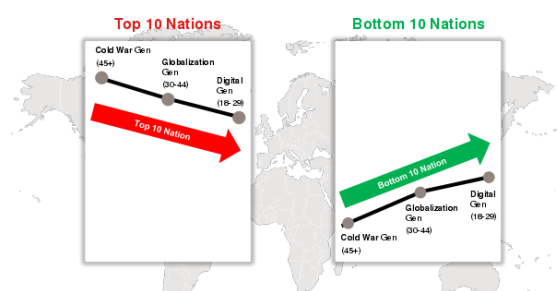 Top 10 Nations
Cold War Gen
(45+)
Globalization
Gen
(30-44)
Digital
Gen
(18- 29)
Top 10 Nation
Bottom 10 Nations
Bottom 10 Nation
Digital
Gen
(18-29)
Globalization
Gen
(30-44)
Cold War Gen
(45+)